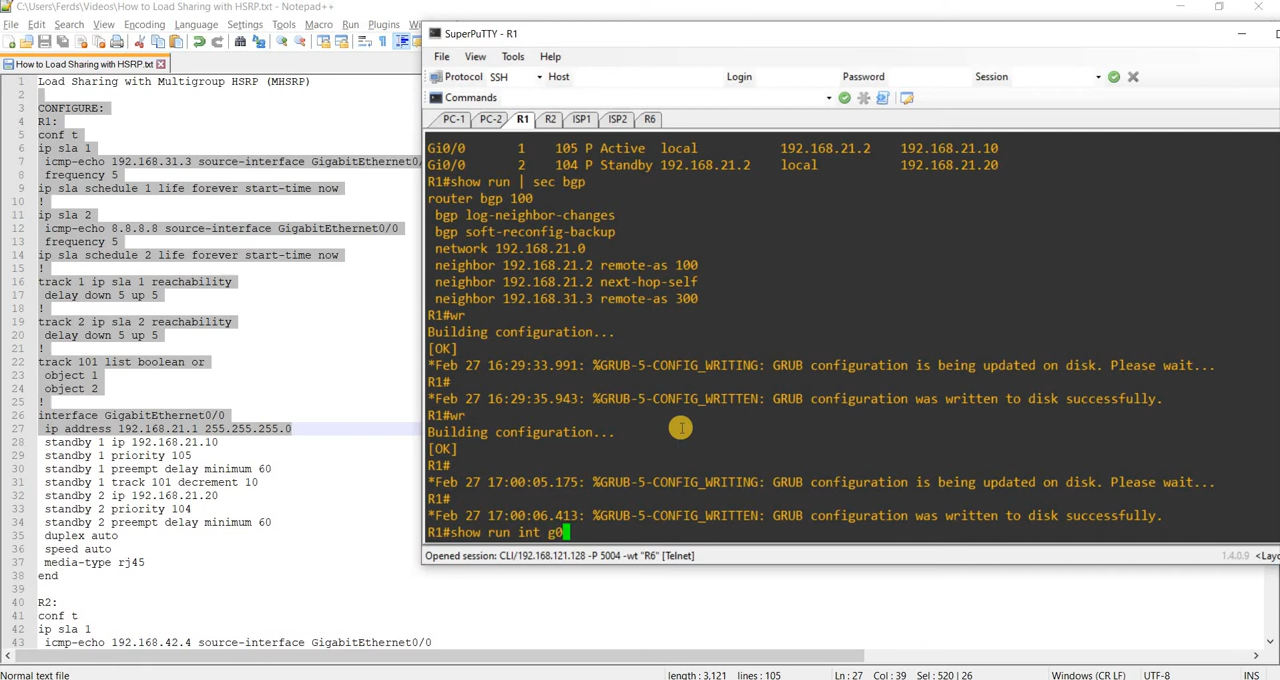 C:\Users\Ferds\Videos\How to Load Sharing with HSRP.txt - Notepad++
File Edit Search View Encoding Language Settings Tools Macro Run Plugins
How to Load Sharing with HSRP.txt
1 Load Sharing with Multigroup HSRP (MHSRP)
2
3 CONFIGURE:
4 R1:
5 conf t
6 ip sla 1
7 icmp-echo 192.168.31.3 source-interface GigabitEthernet0/
8 frequency 5
9 ip sla schedule 1 life forever start-time now
10 !
11 ip sla 2
12 icmp-echo 8.8.8.8 source-interface GigabitEthernet0/0
13 frequency 5
14 ip sla schedule 2 life forever start-time now
15 !
16 track 1 ip sla 1 reachability
17 delay down 5 up 5
18 !
19 track 2 ip sla 2 reachability
20 delay down 5 up 5
21 !
22 track 101 list boolean or
23 object 1
24 object 2
25 !
26 interface GigabitEthernet0/0
27 ip address 192.168.21.1 255.255.255.0
28 standby 1 ip 192.168.21.10
29 standby 1 priority 105
30 standby 1 preempt delay minimum 60
31 standby 1 track 101 decrement 10
32 standby 2 ip 192.168.21.20
33 standby 2 priority 104
34 standby 2 preempt delay minimum 60
35 duplex auto
36 speed auto
37 media-type rj45
38 end
39
40 R2:
41 conf t
42 ip sla 1
43 icmp-echo 192.168.42.4 source-interface GigabitEthernet0/0
Normal text file
length : 3,121 lines : 105
Ln : 27 Col : 39 Sel : 520 | 26
Windows (CR LF)
UTF-8
INS
SuperPuTTY - R1
File View Tools Help
Protocol SSH Host Login Password Session
Commands
PC-1 PC-2 R1 R2 ISP1 ISP2 R6
Gi0/0 1 105 P Active local 192.168.21.2 192.168.21.10
Gi0/0 2 104 P Standby 192.168.21.2 local 192.168.21.20
R1#show run | sec bgp
router bgp 100
bgp log-neighbor-changes
bgp soft-reconfig-backup
network 192.168.21.0
neighbor 192.168.21.2 remote-as 100
neighbor 192.168.21.2 next-hop-self
neighbor 192.168.31.3 remote-as 300
R1#wr
Building configuration...
[OK]
*Feb 27 16:29:33.991: %GRUB-5-CONFIG_WRITING: GRUB configuration is being updated on disk. Please wait...
R1#
*Feb 27 16:29:35.943: %GRUB-5-CONFIG_WRITTEN: GRUB configuration was written to disk successfully.
R1#wr
Building configuration...
[OK]
R1#
*Feb 27 17:00:05.175: %GRUB-5-CONFIG_WRITING: GRUB configuration is being updated on disk. Please wait...
R1#
*Feb 27 17:00:06.413: %GRUB-5-CONFIG_WRITTEN: GRUB configuration was written to disk successfully.
R1#show run int g0
Opened session: CLI/192.168.121.128 -P 5004 -wt "R6" [Telnet]
1.4.0.9